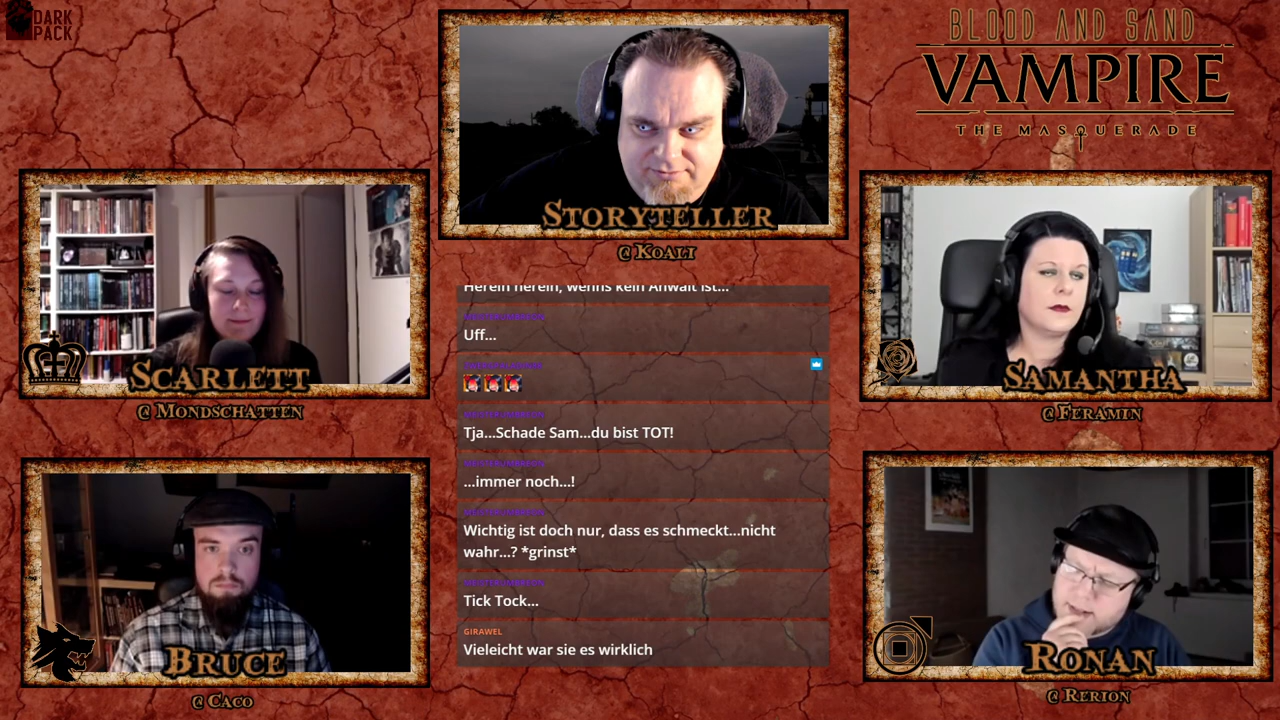 DARK
PACK
BLOOD AND SAND
VAMPIRE
THE MASQUERADE
STORYTELLER
@ KOALI
SCARLETT
@ MONDSCHATTEN
SAMANTHA
@ FERAMIN
Herein herein, wenns kein Anwalt ist...
Uff...
Tja...Schade Sam...du bist TOT!
...immer noch...!
Wichtig ist doch nur, dass es schmeckt...nicht
wahr...? *grinst*
Tick Tock...
GIRAWEL
Vieleicht war sie es wirklich
BRUCE
@ CACO
RONAN
@ RERION